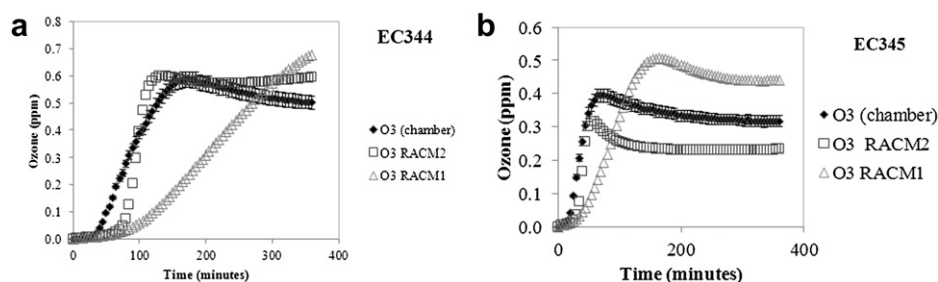 a
EC344
Ozone (ppm)
0.8
0.7
0.6
0.5
0.4
0.3
0.2
0.1
0.0
0 100 200 300 400
Time (minutes)
O3 (chamber)
O3 RACM2
O3 RACM1
b
EC345
Ozone (ppm)
0.6
0.5
0.4
0.3
0.2
0.1
0.0
0 200 400
Time (minutes)
O3 (chamber)
O3 RACM2
O3 RACM1